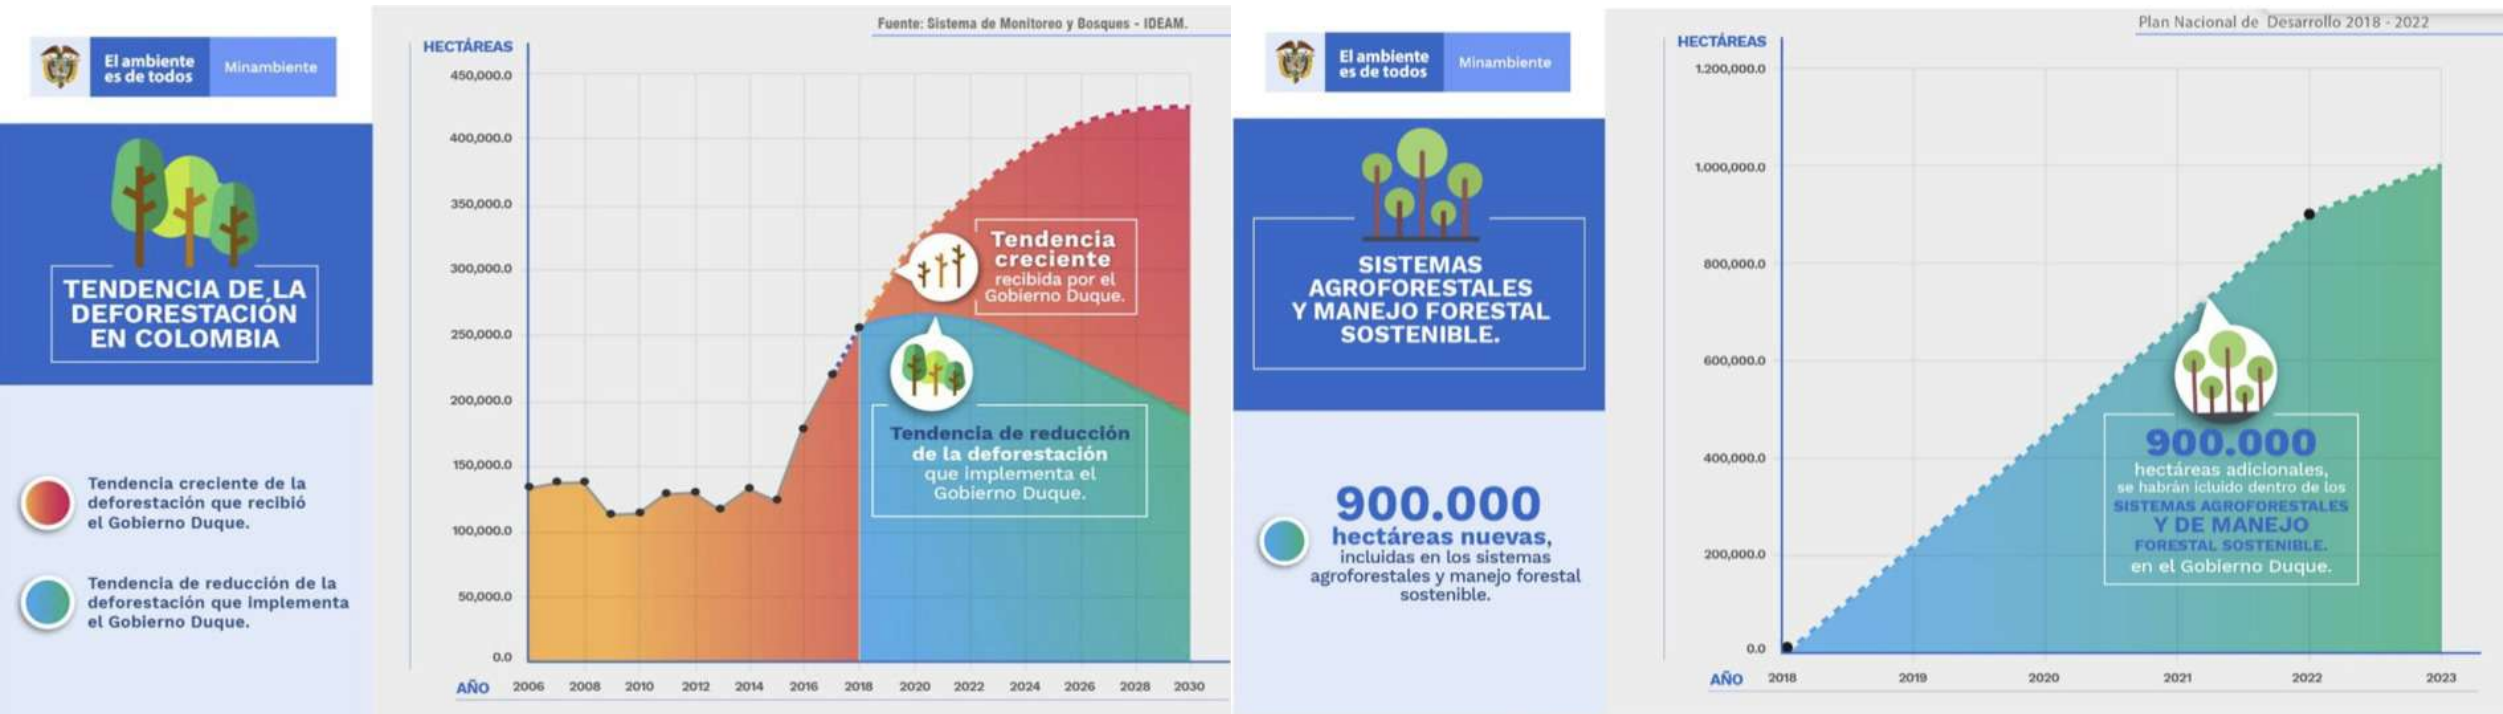 El ambiente
es de todos
Minambiente
TENDENCIA DE LA
DEFORESTACIÓN
EN COLOMBIA
Tendencia creciente de la
deforestación que recibió
el Gobierno Duque.
Tendencia de reducción de la
deforestación que implementa
el Gobierno Duque.
Fuente: Sistema de Monitoreo y Bosques - IDEAM.
HECTÁREAS
450,000.0
400,000.0
350,000.0
300,000.0
250,000.0
200,000.0
150,000.0
100,000.0
50,000.0
0.0
Tendencia
creciente
recibida por el
Gobierno Duque.
Tendencia de reducción
de la deforestación
que implementa el
Gobierno Duque.
AÑO 2006 2008 2010 2012 2014 2016 2018 2020 2022 2024 2026 2028 2030
El ambiente
es de todos
Minambiente
SISTEMAS
AGROFORESTALES
Y MANEJO FORESTAL
SOSTENIBLE.
900.000
hectáreas nuevas,
incluidas en los sistemas
agroforestales y manejo forestal
sostenible.
Plan Nacional de Desarrollo 2018 - 2022
HECTÁREAS
1.200,000.0
1.000,000.0
800,000.0
600,000.0
400,000.0
200,000.0
0.0
900.000
hectáreas adicionales,
se habrán icluido dentro de los
SISTEMAS AGROFORESTALES
Y DE MANEJO
FORESTAL SOSTENIBLE.
en el Gobierno Duque.
AÑO 2018 2019 2020 2021 2022 2023